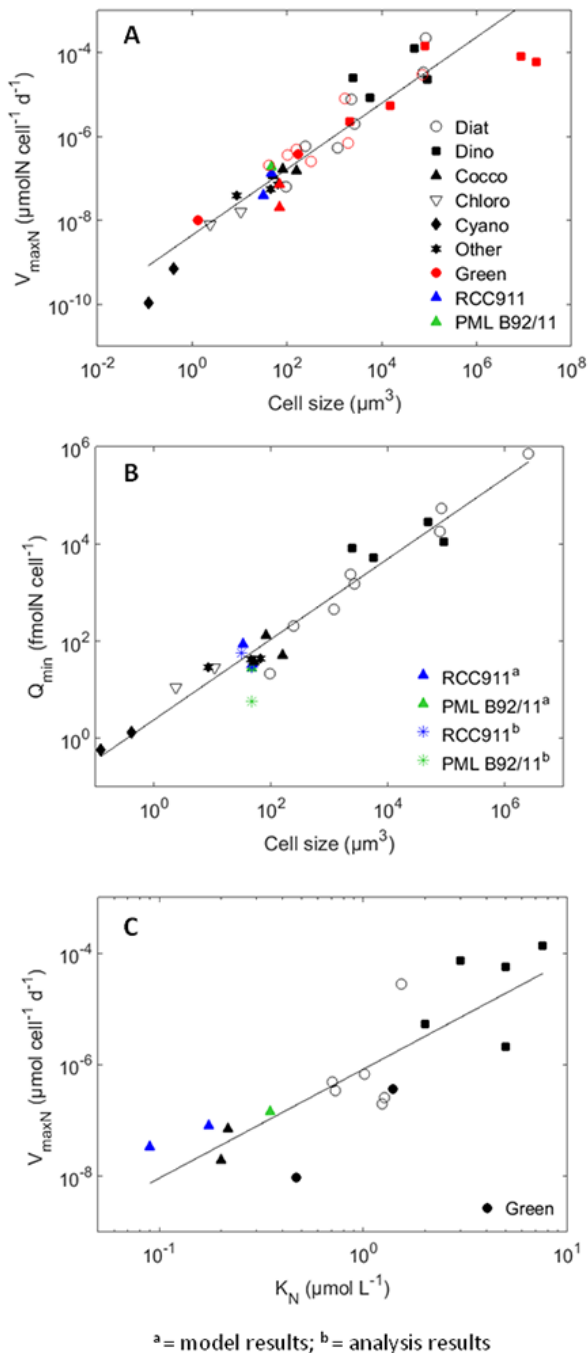 A
V_maxN (µmolN cell⁻¹ d⁻¹)
10⁻⁴
10⁻⁶
10⁻⁸
10⁻¹⁰
Diat
Dino
Cocco
Chloro
Cyano
Other
Green
RCC911
PML B92/11
10⁻² 10⁰ 10² 10⁴ 10⁶ 10⁸
Cell size (µm³)
B
Q_min (fmolN cell⁻¹)
10⁶
10⁴
10²
10⁰
RCC911ᵃ
PML B92/11ᵃ
RCC911ᵇ
PML B92/11ᵇ
10⁰ 10² 10⁴ 10⁶
Cell size (µm³)
C
V_maxN (µmol cell⁻¹ d⁻¹)
10⁻⁴
10⁻⁶
10⁻⁸
Green
10⁻¹ 10⁰ 10¹
K_N (µmol L⁻¹)
ᵃ = model results; ᵇ = analysis results